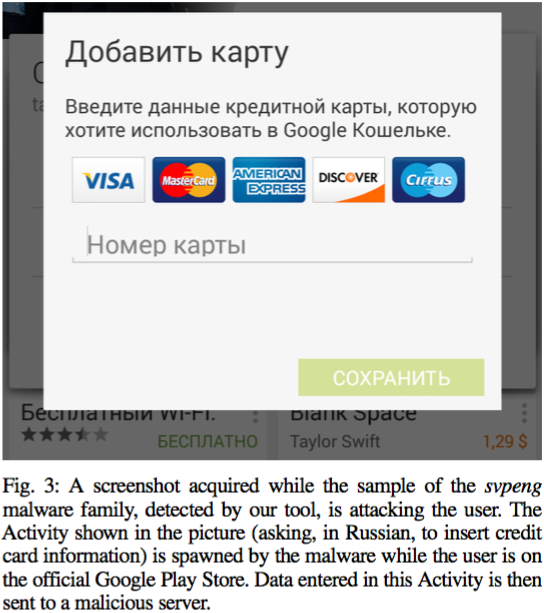 Добавить карту
Введите данные кредитной карты, которую
хотите использовать в Google Кошельке.
VISA
MasterCard
AMERICAN
EXPRESS
DISCOVER
Cirrus
Номер карты
СОХРАНИТЬ
Бесплатный Wi-Fi.
БЕСПЛАТНО
Blank Space
Taylor Swift
1,29 $
Fig. 3: A screenshot acquired while the sample of the svpeng
malware family, detected by our tool, is attacking the user. The
Activity shown in the picture (asking, in Russian, to insert credit
card information) is spawned by the malware while the user is on
the official Google Play Store. Data entered in this Activity is then
sent to a malicious server.